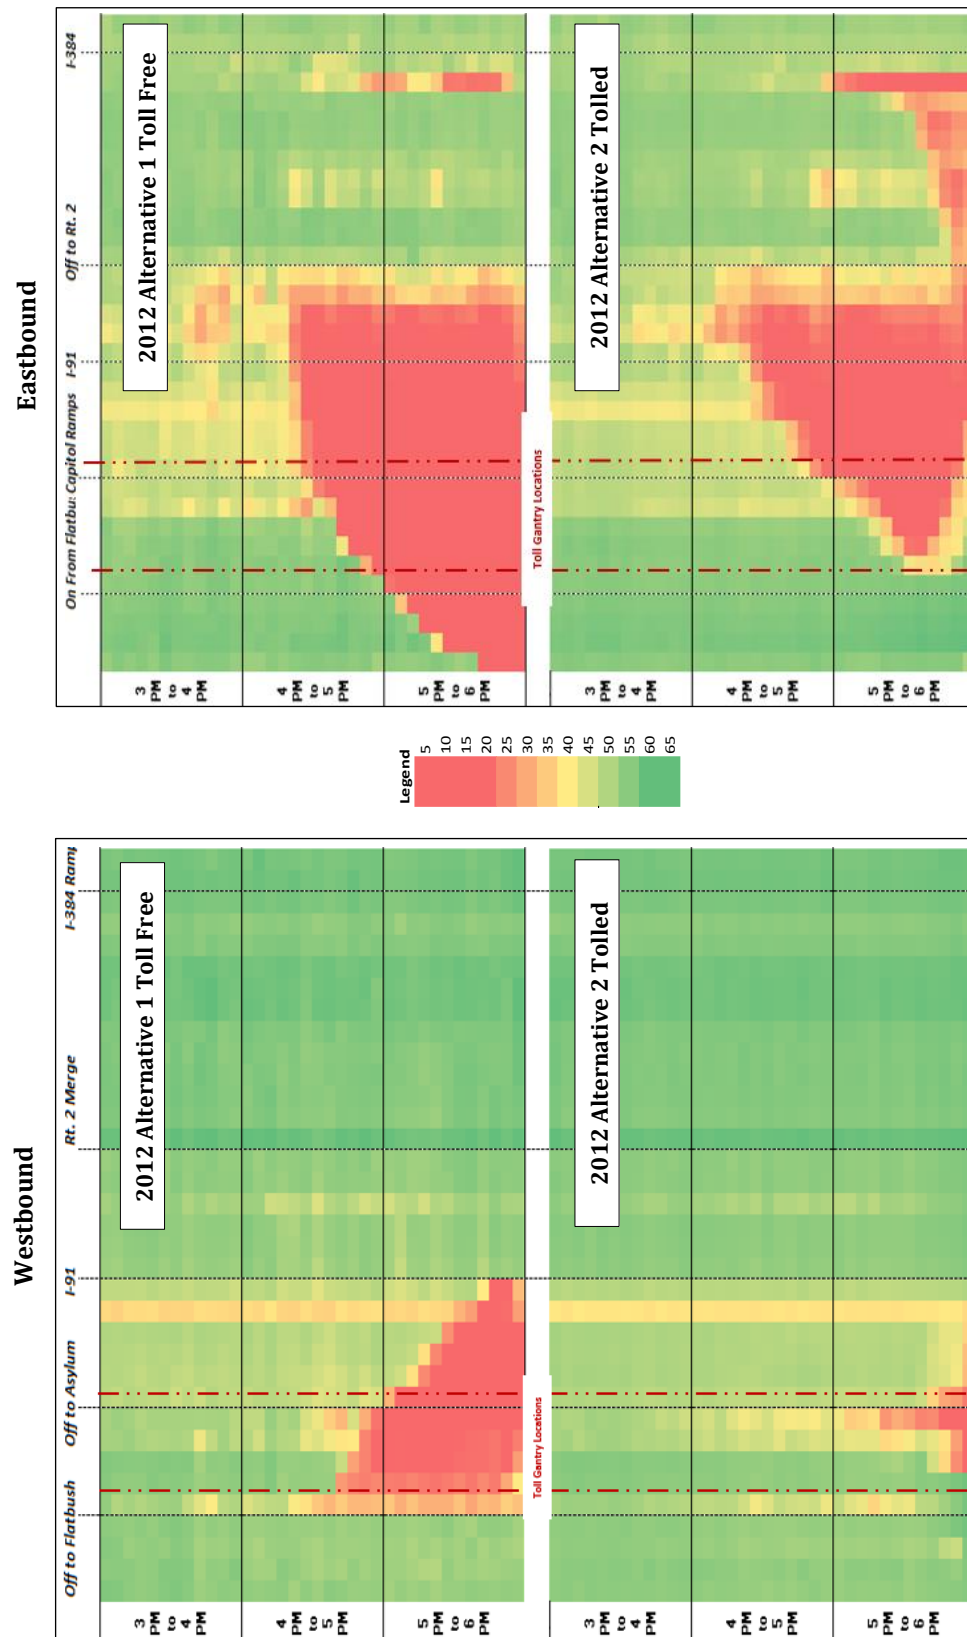 Eastbound
On From Flatbu: Capitol Ramps I-91 Off to Rt. 2 I-384
2012 Alternative 1 Toll Free
3 PM to 4 PM
4 PM to 5 PM
5 PM to 6 PM
Toll Gantry Locations
2012 Alternative 2 Tolled
3 PM to 4 PM
4 PM to 5 PM
5 PM to 6 PM
Legend
5
10
15
20
25
30
35
40
45
50
55
60
65
Westbound
Off to Flatbush Off to Asylum I-91 Rt. 2 Merge I-384 Ramp
2012 Alternative 1 Toll Free
3 PM to 4 PM
4 PM to 5 PM
5 PM to 6 PM
Toll Gantry Locations
2012 Alternative 2 Tolled
3 PM to 4 PM
4 PM to 5 PM
5 PM to 6 PM